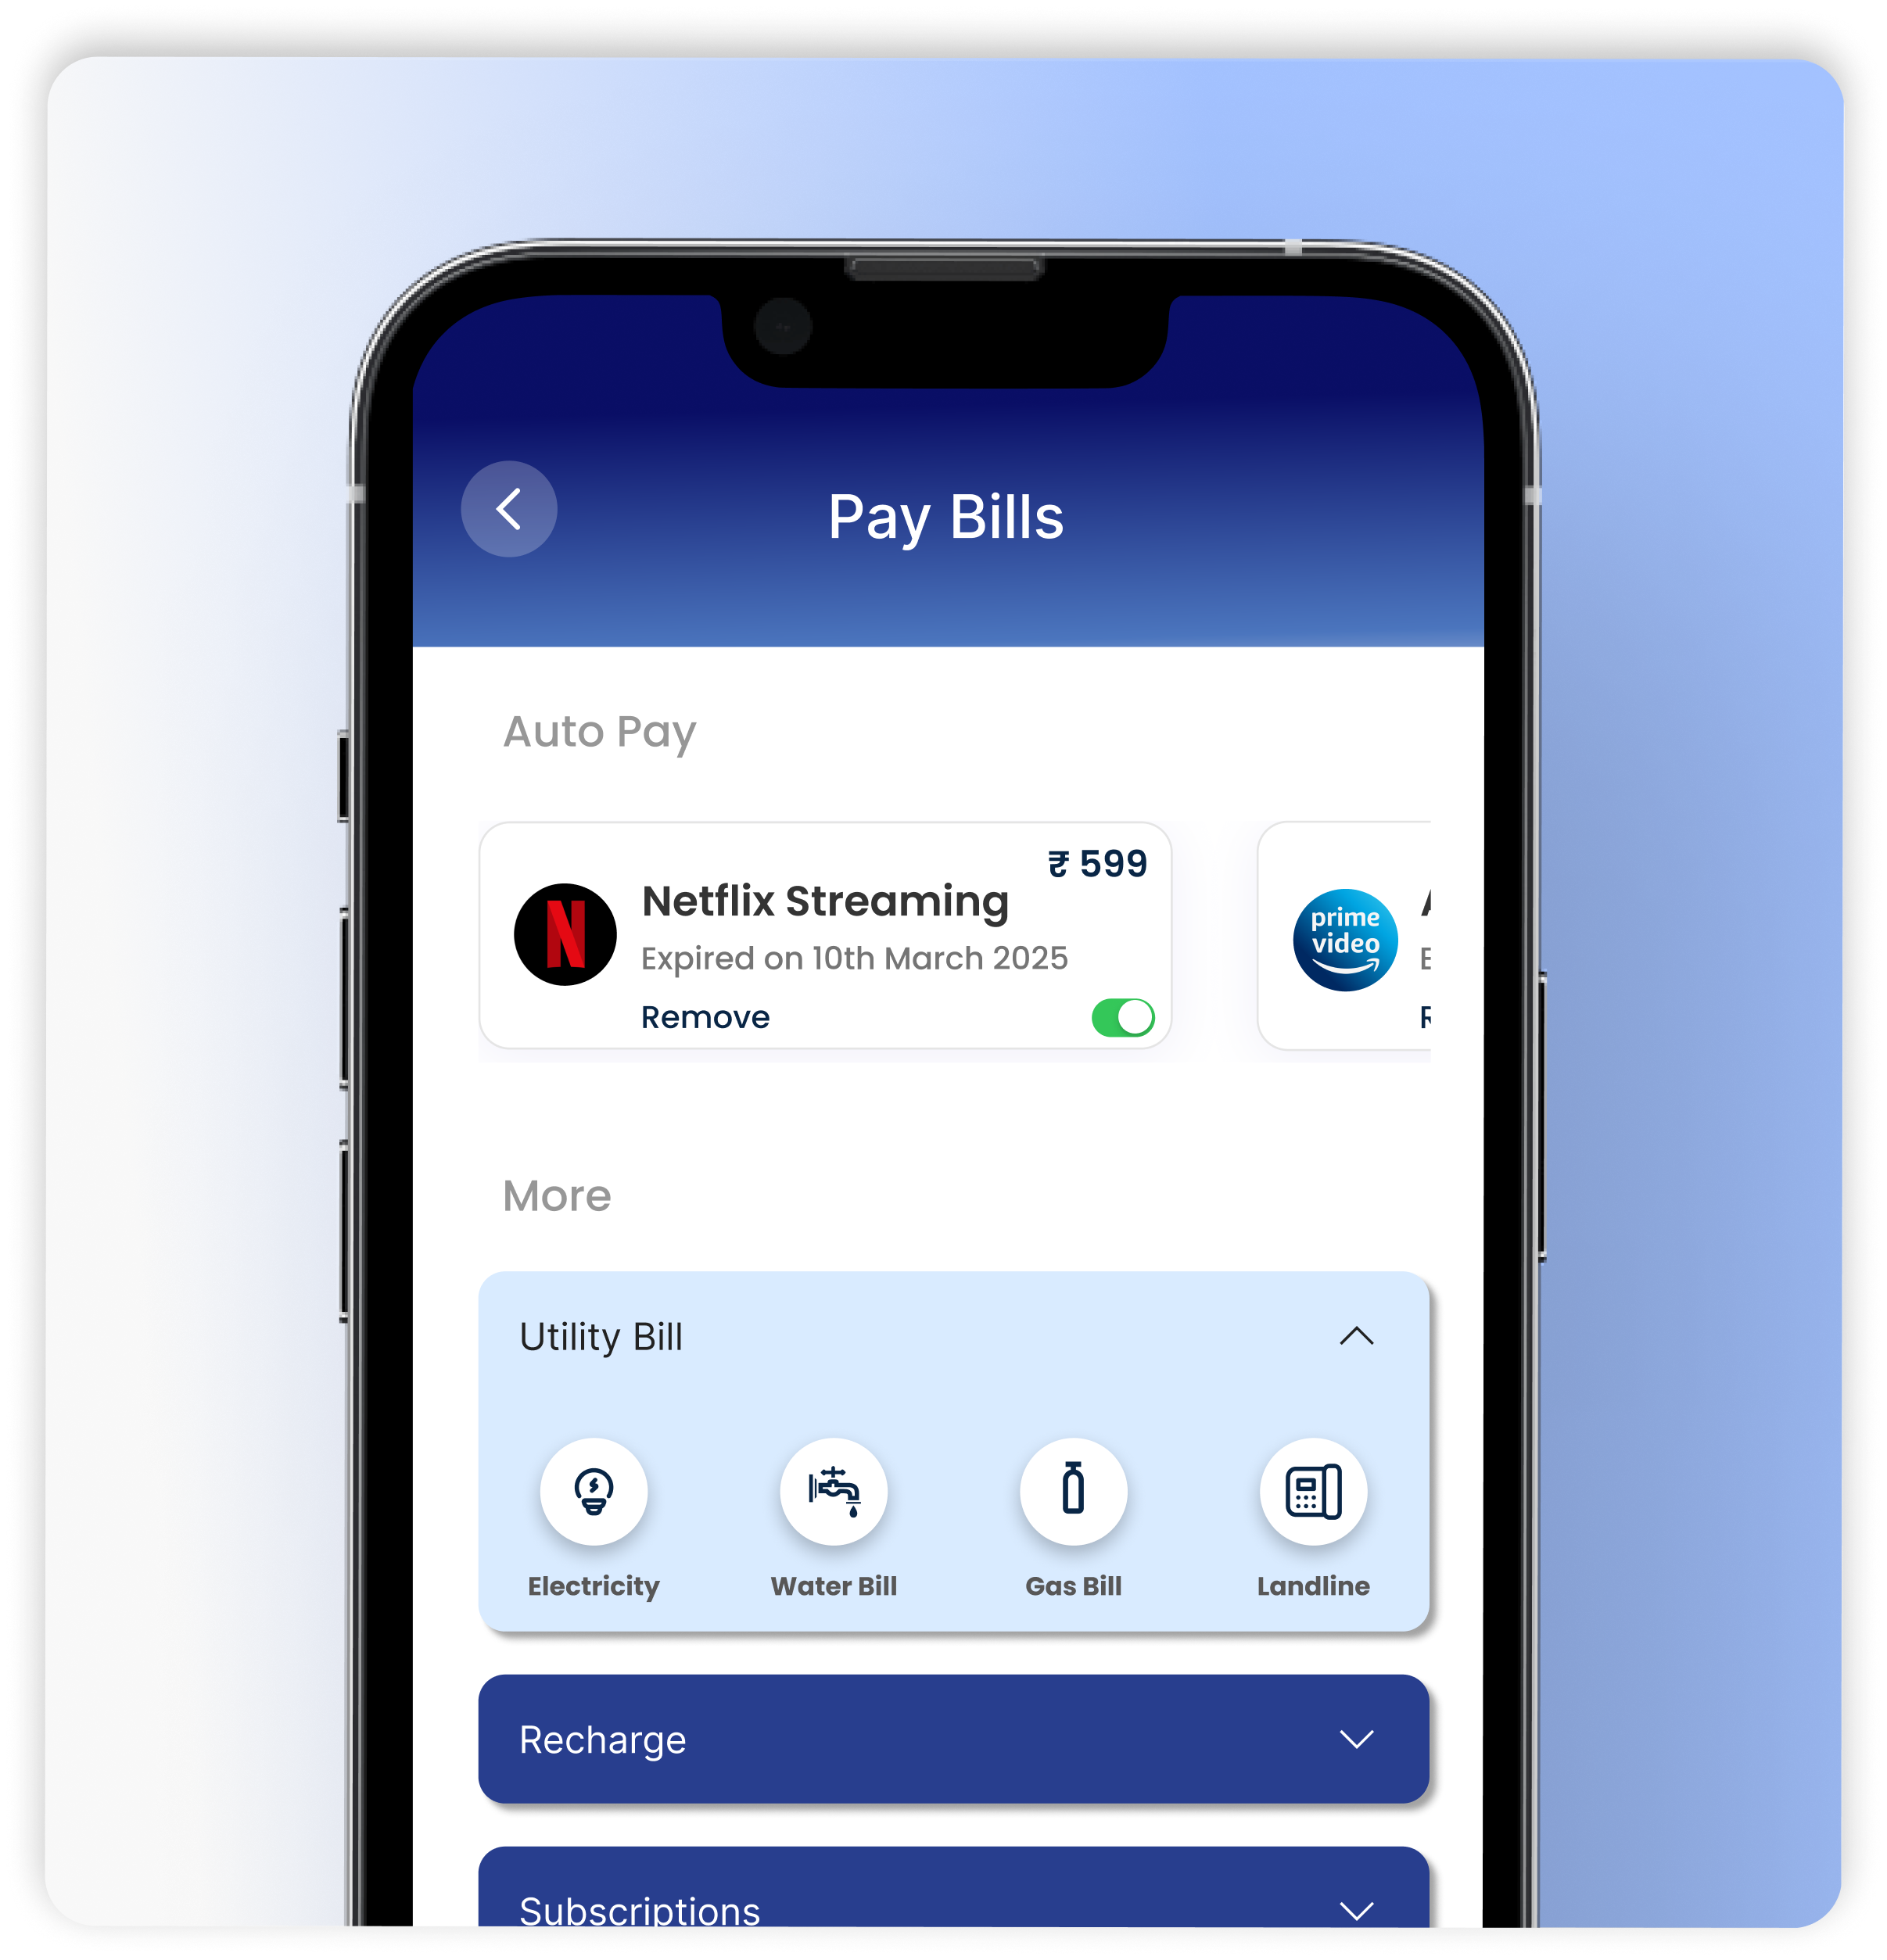 Pay Bills
Auto Pay
₹ 599
Netflix Streaming
Expired on 10th March 2025
Remove
prime
video
More
Utility Bill
Electricity
Water Bill
Gas Bill
Landline
Recharge
Subscriptions